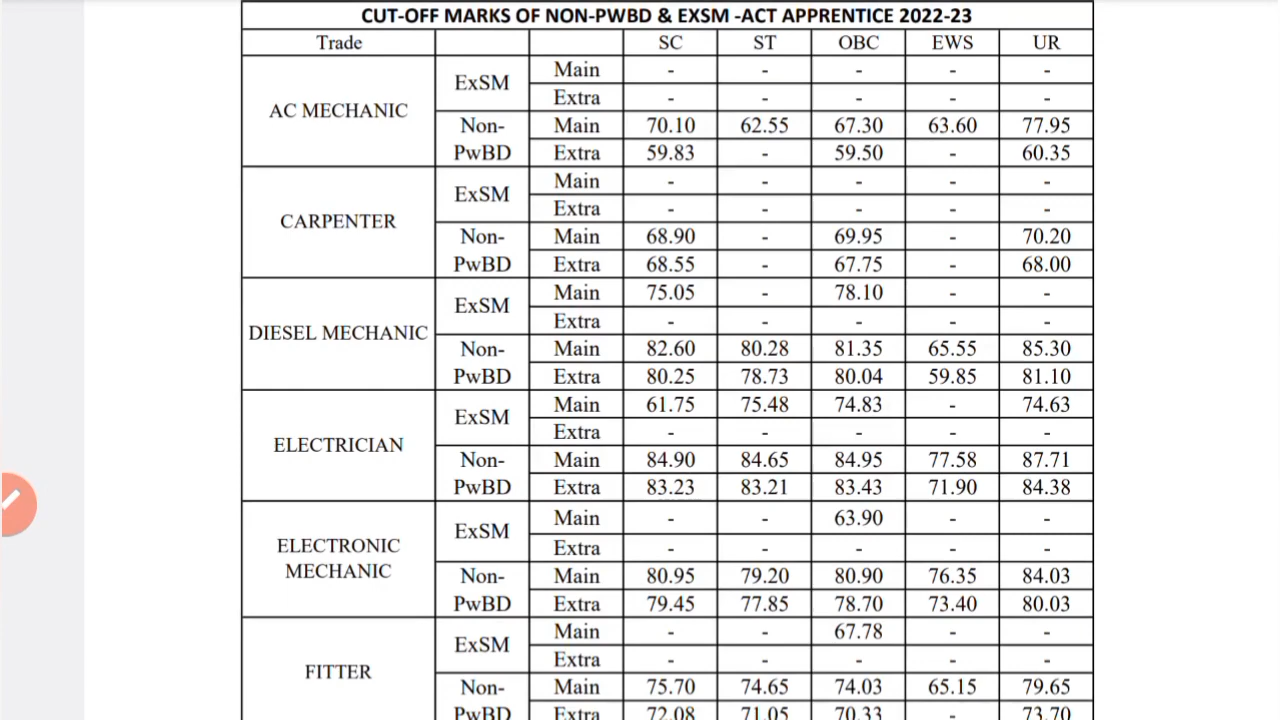 CUT-OFF MARKS OF NON-PWBD & EXSM -ACT APPRENTICE 2022-23
Trade SC ST OBC EWS UR
AC MECHANIC
ExSM
Main - - - - -
Extra - - - - -
Non-PwBD
Main 70.10 62.55 67.30 63.60 77.95
Extra 59.83 - 59.50 - 60.35
CARPENTER
ExSM
Main - - - - -
Extra - - - - -
Non-PwBD
Main 68.90 - 69.95 - 70.20
Extra 68.55 - 67.75 - 68.00
DIESEL MECHANIC
ExSM
Main 75.05 - 78.10 - -
Extra - - - - -
Non-PwBD
Main 82.60 80.28 81.35 65.55 85.30
Extra 80.25 78.73 80.04 59.85 81.10
ELECTRICIAN
ExSM
Main 61.75 75.48 74.83 - 74.63
Extra - - - - -
Non-PwBD
Main 84.90 84.65 84.95 77.58 87.71
Extra 83.23 83.21 83.43 71.90 84.38
ELECTRONIC
MECHANIC
ExSM
Main - - 63.90 - -
Extra - - - - -
Non-PwBD
Main 80.95 79.20 80.90 76.35 84.03
Extra 79.45 77.85 78.70 73.40 80.03
FITTER
ExSM
Main - - 67.78 - -
Extra - - - - -
Non-PwBD
Main 75.70 74.65 74.03 65.15 79.65
Extra 72.08 71.05 70.33 - 73.70